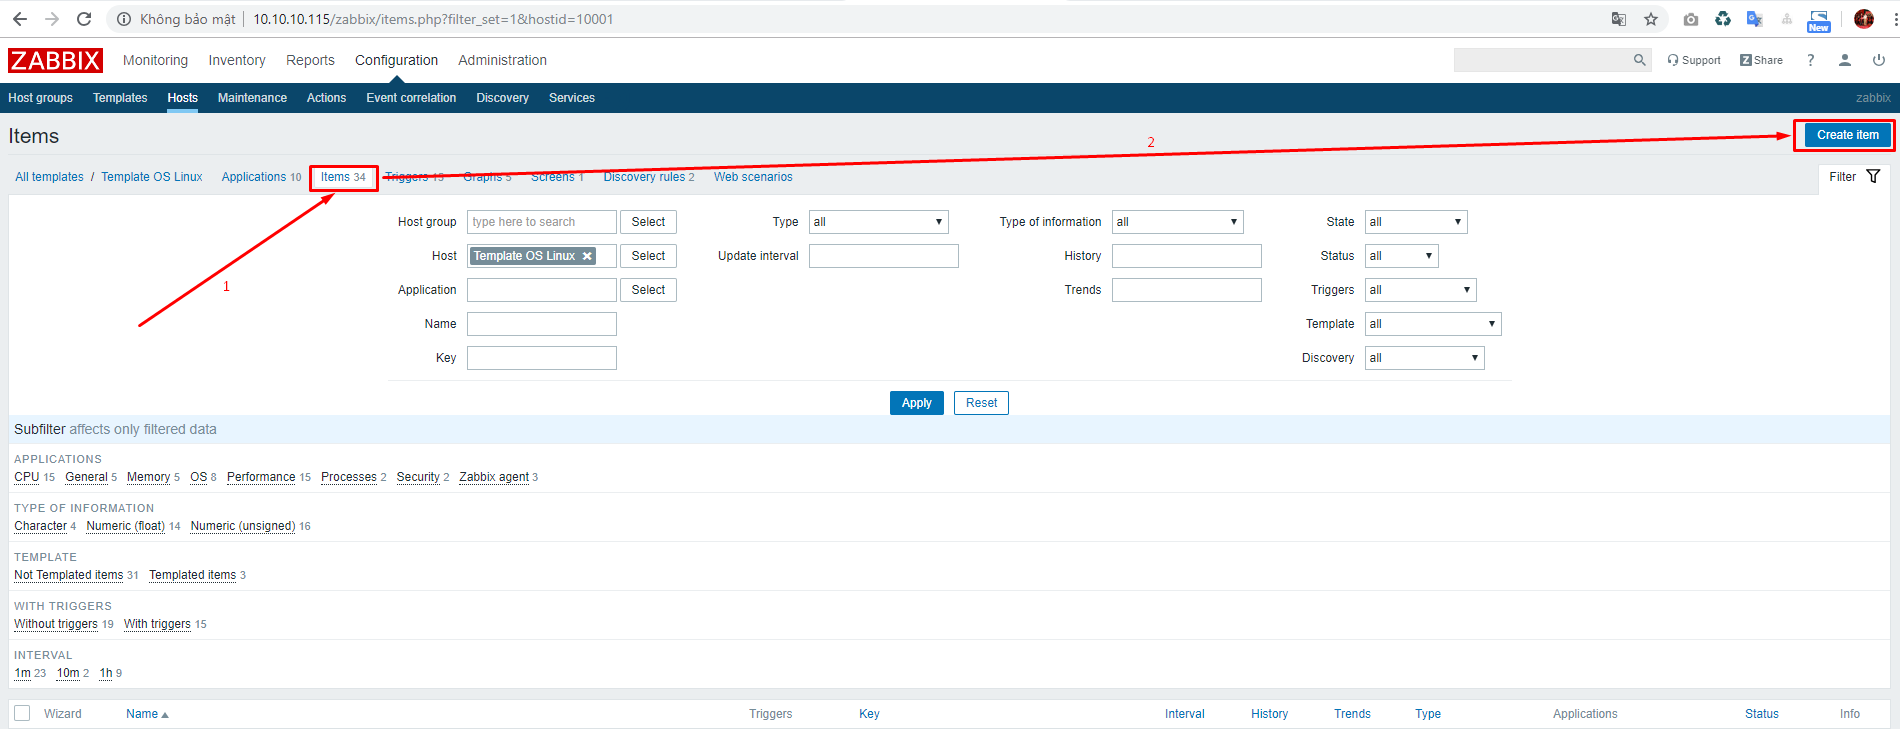 Không bảo mật | 10.10.10.115/zabbix/items.php?filter_set=1&hostid=10001
New
ZABBIX Monitoring Inventory Reports Configuration Administration Support Z Share ?
Host groups Templates Hosts Maintenance Actions Event correlation Discovery Services zabbix
Items 2 Create item
All templates / Template OS Linux Applications 10 Items 34 Triggers 15 Graphs 5 Screens 1 Discovery rules 2 Web scenarios Filter
Host group type here to search Select Type all Type of information all State all
Host Template OS Linux Select Update interval History Status all
1 Application Select Trends Triggers all
Name Template all
Key Discovery all
Apply Reset
Subfilter affects only filtered data
APPLICATIONS
CPU 15 General 5 Memory 5 OS 8 Performance 15 Processes 2 Security 2 Zabbix agent 3
TYPE OF INFORMATION
Character 4 Numeric (float) 14 Numeric (unsigned) 16
TEMPLATE
Not Templated items 31 Templated items 3
WITH TRIGGERS
Without triggers 19 With triggers 15
INTERVAL
1m 23 10m 2 1h 9
Wizard Name Triggers Key Interval History Trends Type Applications Status Info